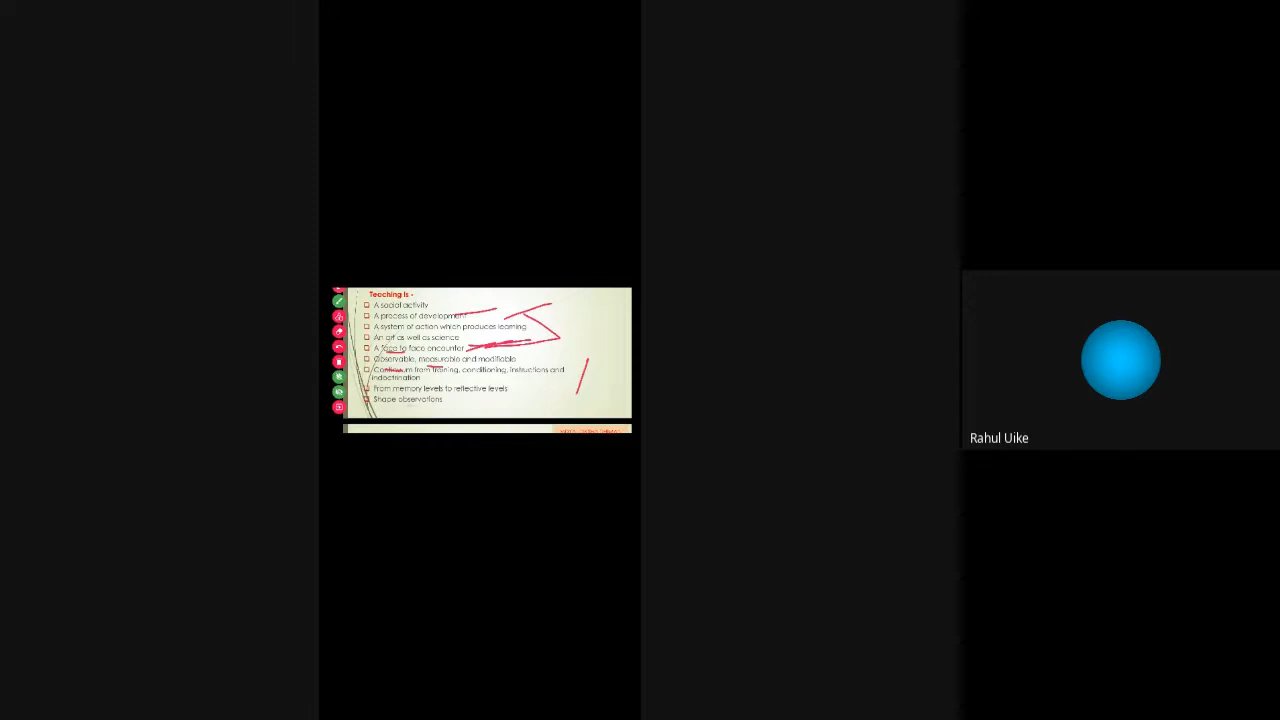 Teaching is -
A social activity
A process of development
A system of action which produces learning
An art as well as science
A face to face encounter
Observable, measurable and modifiable
Continuum from training, conditioning, instructions and
indoctrination
From memory levels to reflective levels
Shape observations
Rahul Uike